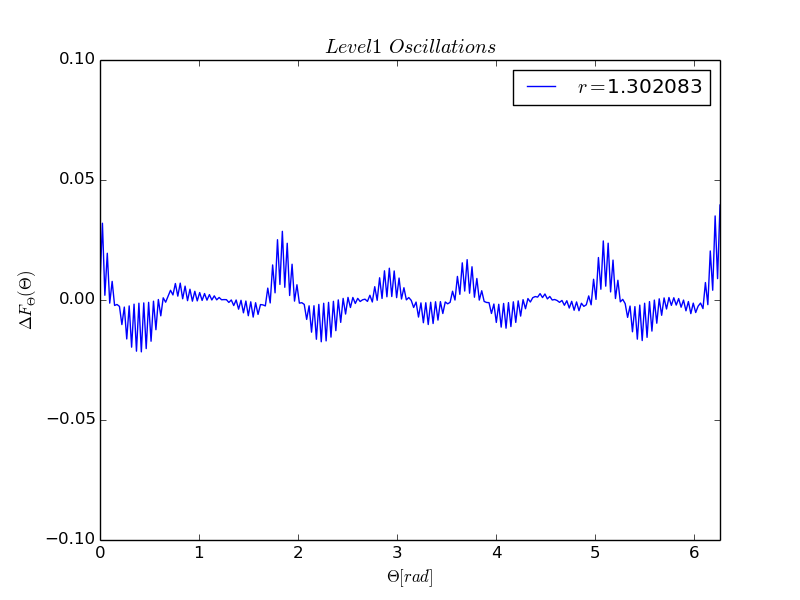 Level1 Oscillations
r=1.302083
0.10
0.05
0.00
−0.05
−0.10
ΔF_Θ(Θ)
0 1 2 3 4 5 6
Θ[rad]